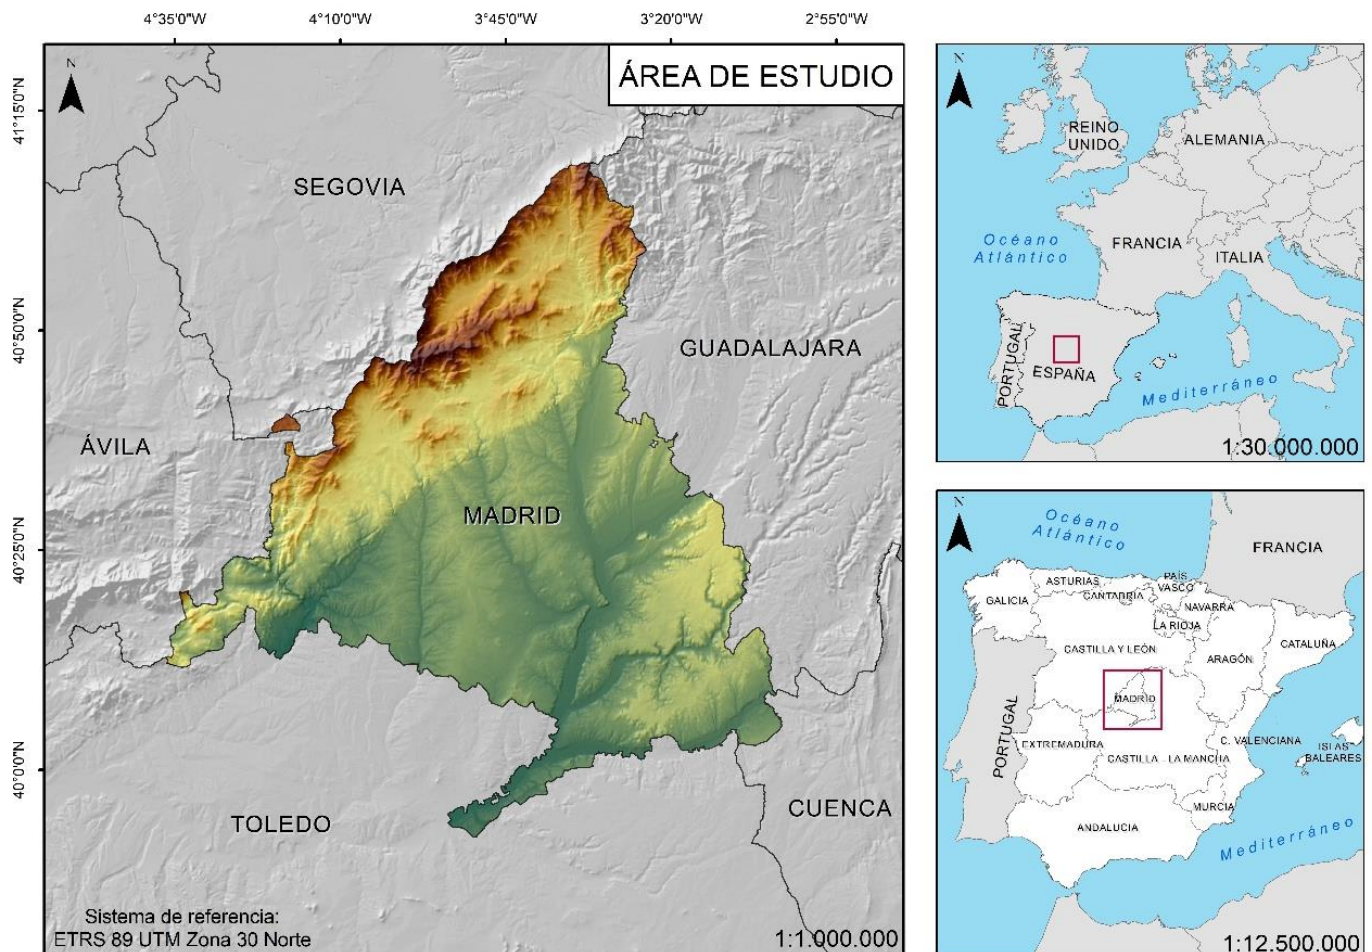 4°35'0"W
4°10'0"W
3°45'0"W
3°20'0"W
2°55'0"W
41°15'0"N
40°50'0"N
40°25'0"N
40°0'0"N
N
ÁREA DE ESTUDIO
SEGOVIA
GUADALAJARA
ÁVILA
MADRID
TOLEDO
CUENCA
Sistema de referencia:
ETRS 89 UTM Zona 30 Norte
1:1.000.000
N
REINO
UNIDO
ALEMANIA
Océano
Atlántico
FRANCIA
ITALIA
PORTUGAL
ESPAÑA
Mediterráneo
1:30.000.000
N
Océano
Atlántico
FRANCIA
GALICIA
ASTURIAS
CANTABRIA
PAÍS
VASCO
NAVARRA
LA RIOJA
CASTILLA Y LEÓN
ARAGÓN
CATALUÑA
MADRID
PORTUGAL
EXTREMADURA
CASTILLA - LA MANCHA
C. VALENCIANA
ISLAS
BALEARES
MURCIA
ANDALUCIA
Mediterráneo
1:12.500.000